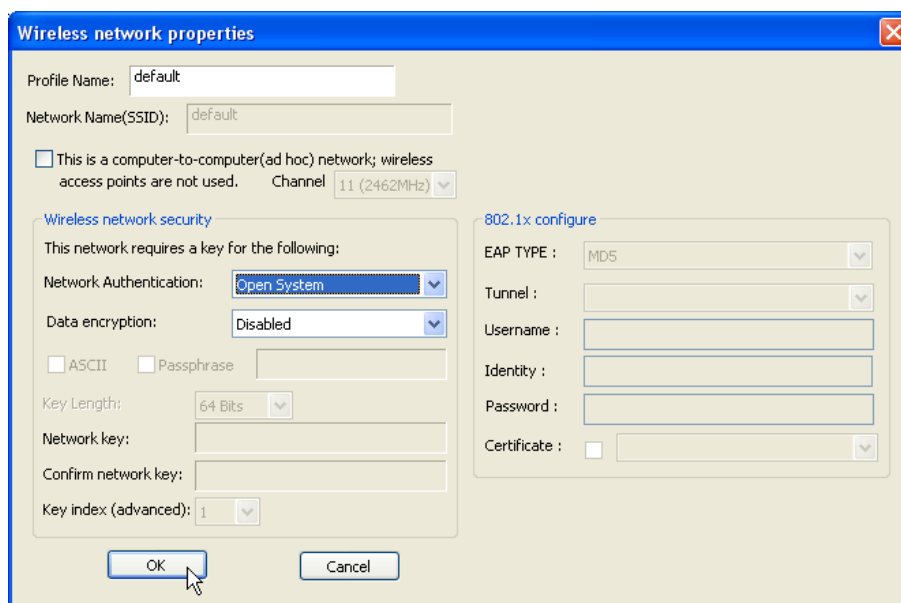 Wireless network properties
Profile Name: default
Network Name(SSID): default
This is a computer-to-computer(ad hoc) network; wireless
access points are not used. Channel 11 (2462MHz)
Wireless network security
This network requires a key for the following:
Network Authentication: Open System
Data encryption: Disabled
ASCII Passphrase
Key Length: 64 Bits
Network key:
Confirm network key:
Key index (advanced): 1
802.1x configure
EAP TYPE : MD5
Tunnel :
Username :
Identity :
Password :
Certificate :
OK Cancel